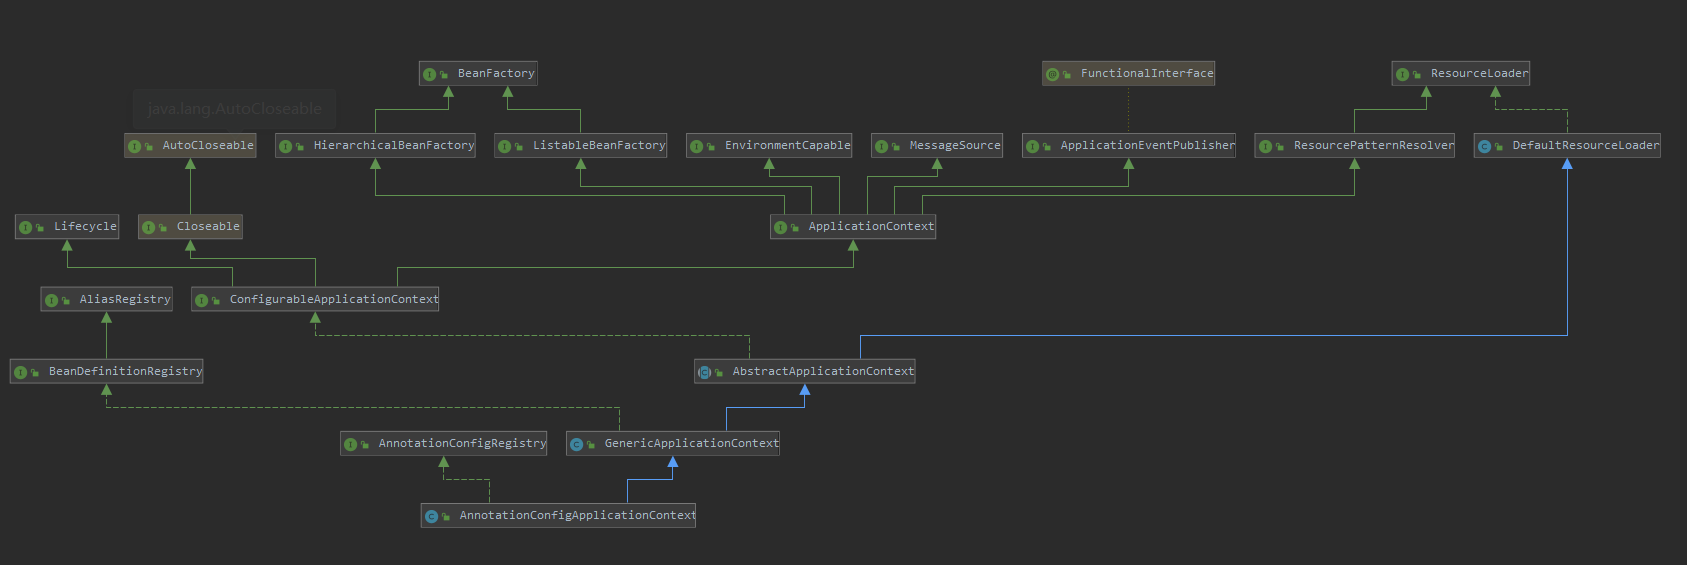 BeanFactory
FunctionalInterface
ResourceLoader
java.lang.AutoCloseable
AutoCloseable
HierarchicalBeanFactory
ListableBeanFactory
EnvironmentCapable
MessageSource
ApplicationEventPublisher
ResourcePatternResolver
DefaultResourceLoader
Lifecycle
Closeable
ApplicationContext
AliasRegistry
ConfigurableApplicationContext
BeanDefinitionRegistry
AbstractApplicationContext
AnnotationConfigRegistry
GenericApplicationContext
AnnotationConfigApplicationContext